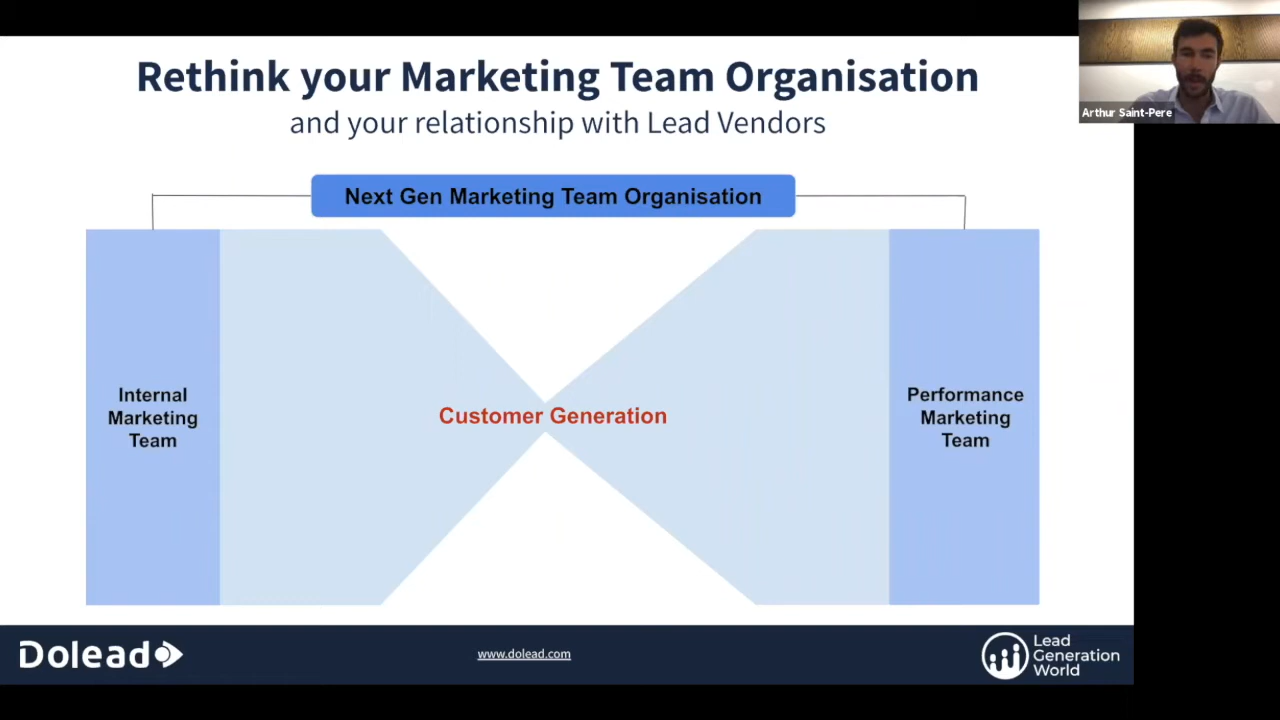 Rethink your Marketing Team Organisation
and your relationship with Lead Vendors
Arthur Saint-Pere
Next Gen Marketing Team Organisation
Internal
Marketing
Team
Customer Generation
Performance
Marketing
Team
Dolead
www.dolead.com
Lead
Generation
World